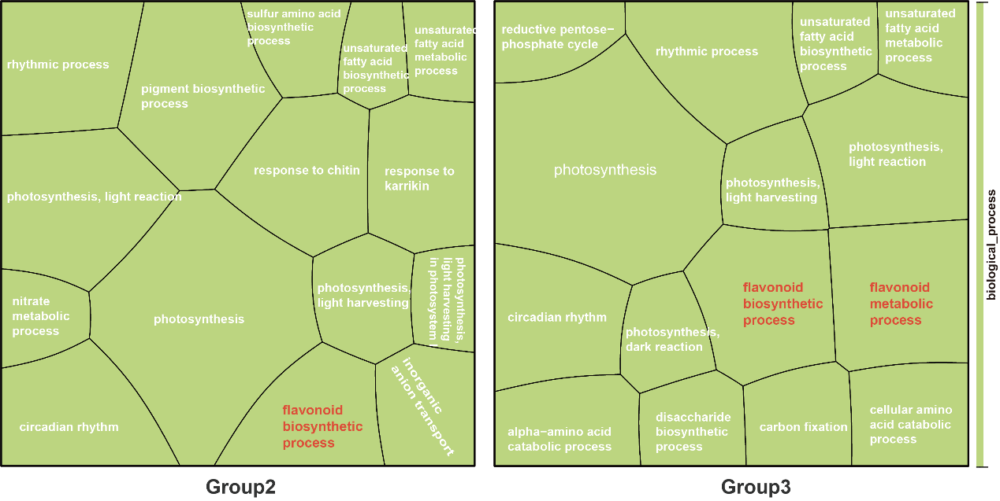 rhythmic process
pigment biosynthetic
process
sulfur amino acid
biosynthetic
process
unsaturated
fatty acid
biosynthetic
process
unsaturated
fatty acid
metabolic
process
photosynthesis, light reaction
response to chitin
response to
karrikin
nitrate
metabolic
process
photosynthesis
photosynthesis,
light harvesting
photosynthesis,
light harvesting
in photosystem I
circadian rhythm
flavonoid
biosynthetic
process
inorganic
anion transport
Group2
reductive pentose−
phosphate cycle
rhythmic process
unsaturated
fatty acid
biosynthetic
process
unsaturated
fatty acid
metabolic
process
photosynthesis
photosynthesis,
light harvesting
photosynthesis,
light reaction
circadian rhythm
photosynthesis,
dark reaction
flavonoid
biosynthetic
process
flavonoid
metabolic
process
alpha−amino acid
catabolic process
disaccharide
biosynthetic
process
carbon fixation
cellular amino
acid catabolic
process
Group3
biological_process